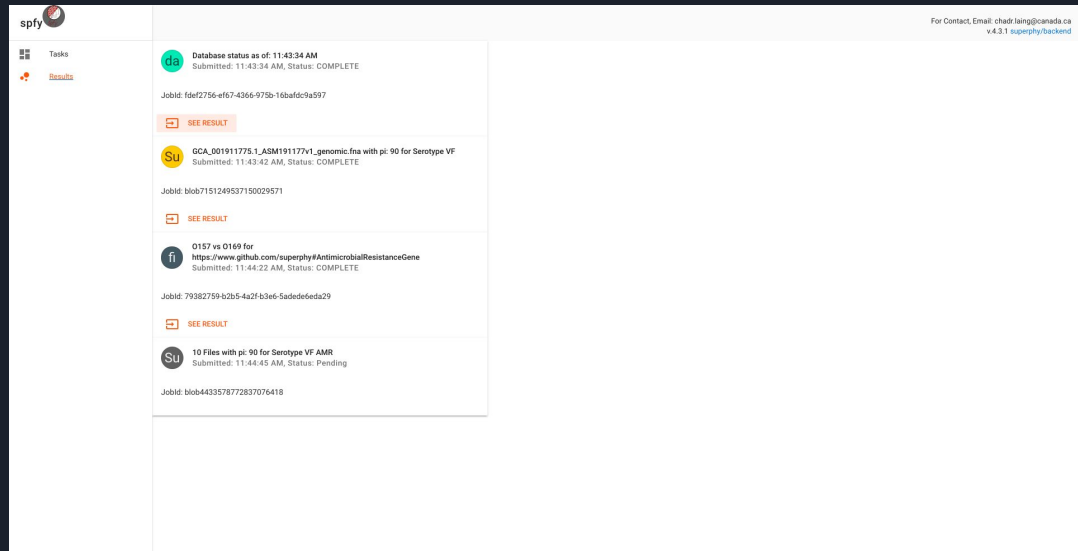 spfy
For Contact, Email: chadr.laing@canada.ca
v.4.3.1 superphy/backend
Tasks
Results
da
Database status as of: 11:43:34 AM
Submitted: 11:43:34 AM, Status: COMPLETE
JobId: fdef2756-ef67-4366-975b-16bafdc9a597
SEE RESULT
Su
GCA_001911775.1_ASM191177v1_genomic.fna with pi: 90 for Serotype VF
Submitted: 11:43:42 AM, Status: COMPLETE
JobId: blob7151249537150029571
SEE RESULT
fi
O157 vs O169 for
https://www.github.com/superphy#AntimicrobialResistanceGene
Submitted: 11:44:22 AM, Status: COMPLETE
JobId: 79382759-b2b5-4a2f-b3e6-5adede6eda29
SEE RESULT
Su
10 Files with pi: 90 for Serotype VF AMR
Submitted: 11:44:45 AM, Status: Pending
JobId: blob4433578772837076418